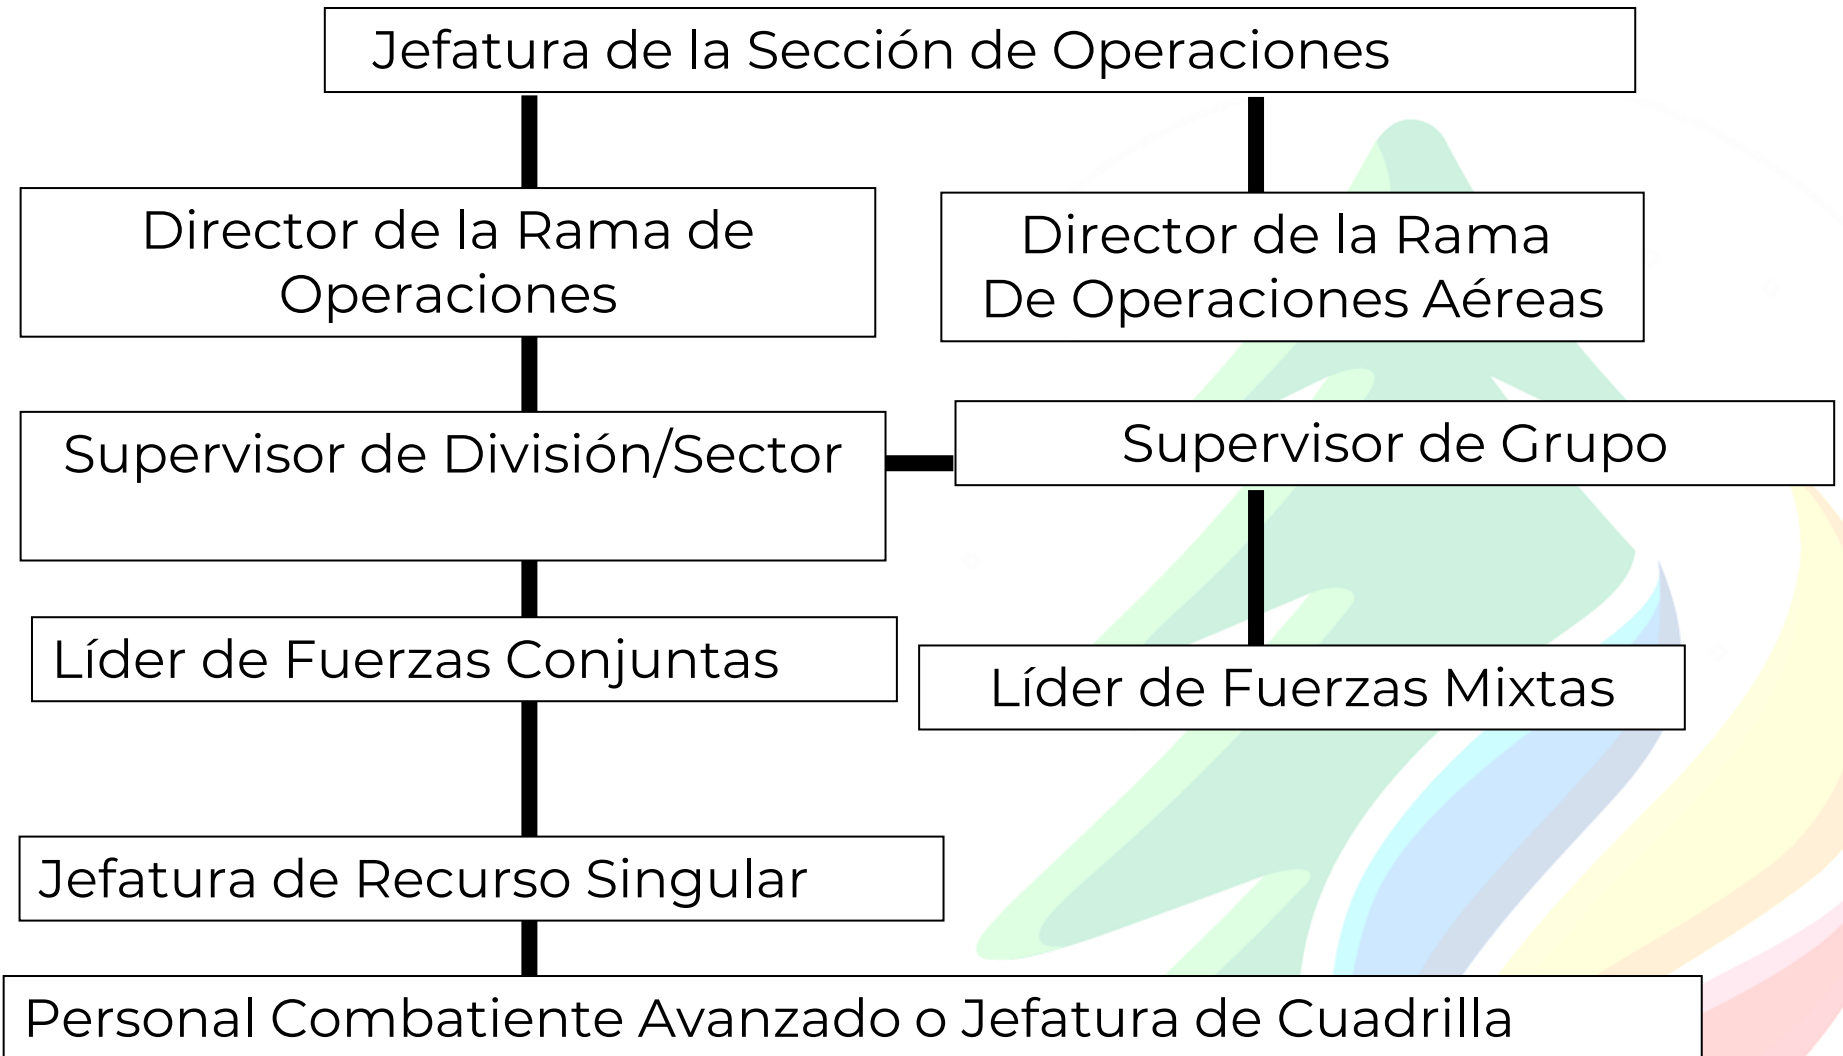 Jefatura de la Sección de Operaciones
Director de la Rama de
Operaciones
Director de la Rama
De Operaciones Aéreas
Supervisor de División/Sector
Supervisor de Grupo
Líder de Fuerzas Conjuntas
Líder de Fuerzas Mixtas
Jefatura de Recurso Singular
Personal Combatiente Avanzado o Jefatura de Cuadrilla